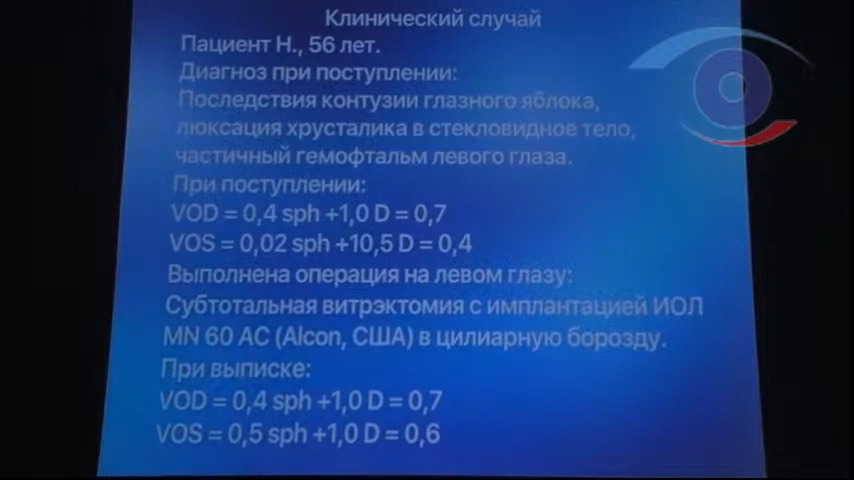 Клинический случай
Пациент Н., 56 лет.
Диагноз при поступлении:
Последствия контузии глазного яблока,
люксация хрусталика в стекловидное тело,
частичный гемофтальм левого глаза.
При поступлении:
VOD = 0,4 sph +1,0 D = 0,7
VOS = 0,02 sph +10,5 D = 0,4
Выполнена операция на левом глазу:
Субтотальная витрэктомия с имплантацией ИОЛ
MN 60 AC (Alcon, США) в цилиарную борозду.
При выписке:
VOD = 0,4 sph +1,0 D = 0,7
VOS = 0,5 sph +1,0 D = 0,6